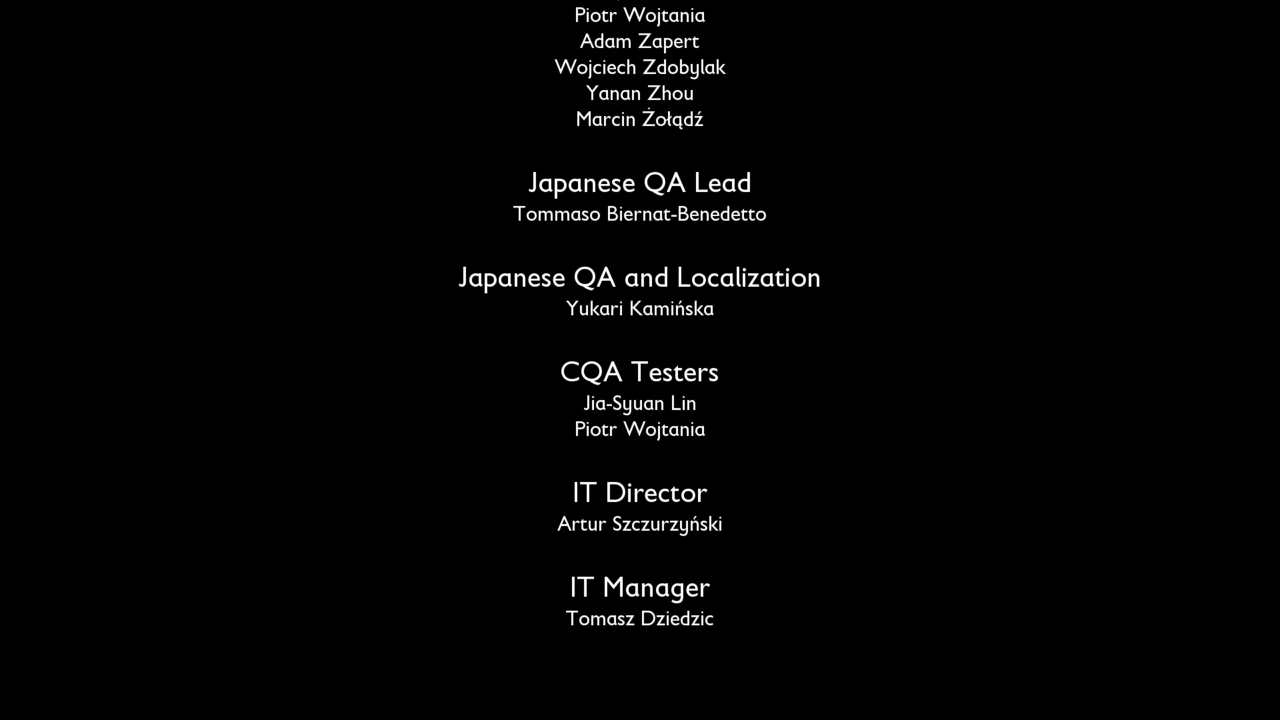 Piotr Wojtania
Adam Zapert
Wojciech Zdobylak
Yanan Zhou
Marcin Żołądź
Japanese QA Lead
Tommaso Biernat-Benedetto
Japanese QA and Localization
Yukari Kamińska
CQA Testers
Jia-Syuan Lin
Piotr Wojtania
IT Director
Artur Szczurzyński
IT Manager
Tomasz Dziedzic